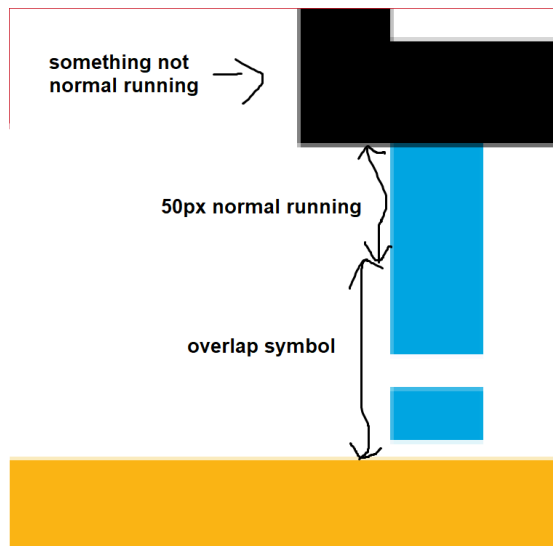 something not
normal running
50px normal running
overlap symbol